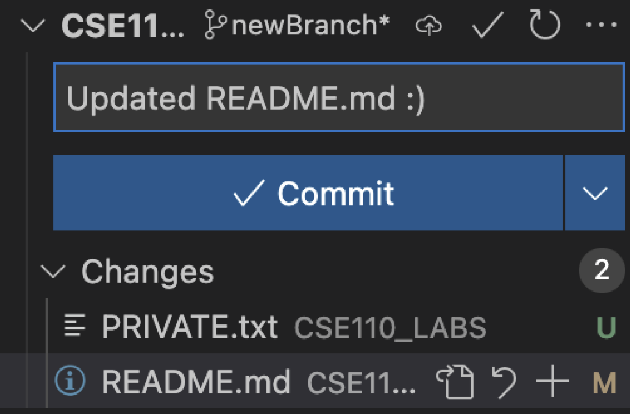 CSE11... newBranch*
Updated README.md :)
Commit
Changes 2
PRIVATE.txt CSE110_LABS U
README.md CSE11... M